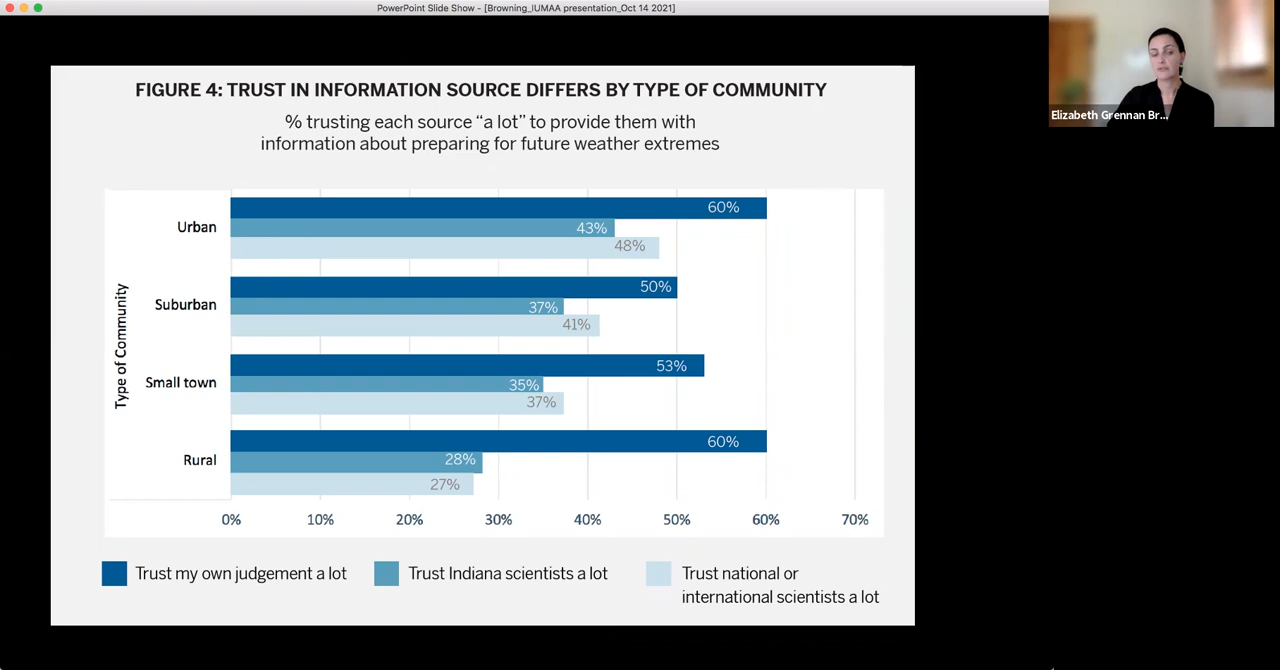 PowerPoint Slide Show - [Browning_IUMAA presentation_Oct 14 2021]
Elizabeth Grennan Br...
FIGURE 4: TRUST IN INFORMATION SOURCE DIFFERS BY TYPE OF COMMUNITY
% trusting each source “a lot” to provide them with
information about preparing for future weather extremes
Type of Community
Urban
60%
43%
48%
Suburban
50%
37%
41%
Small town
53%
35%
37%
Rural
60%
28%
27%
0% 10% 20% 30% 40% 50% 60% 70%
Trust my own judgement a lot
Trust Indiana scientists a lot
Trust national or
international scientists a lot